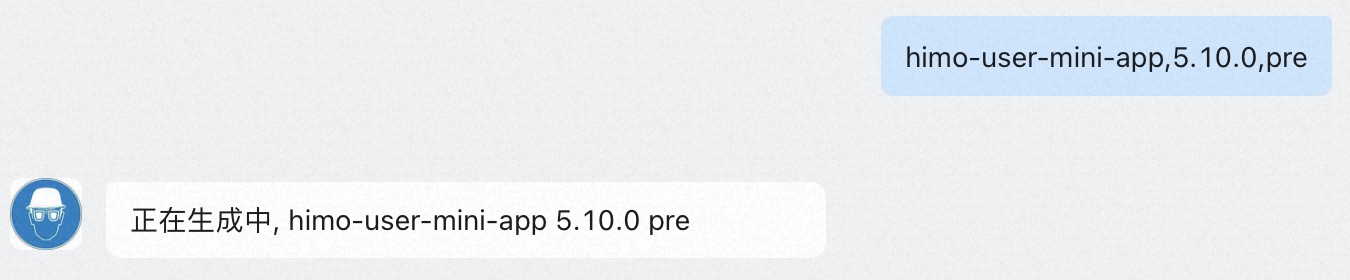 himo-user-mini-app,5.10.0,pre
正在生成中, himo-user-mini-app 5.10.0 pre